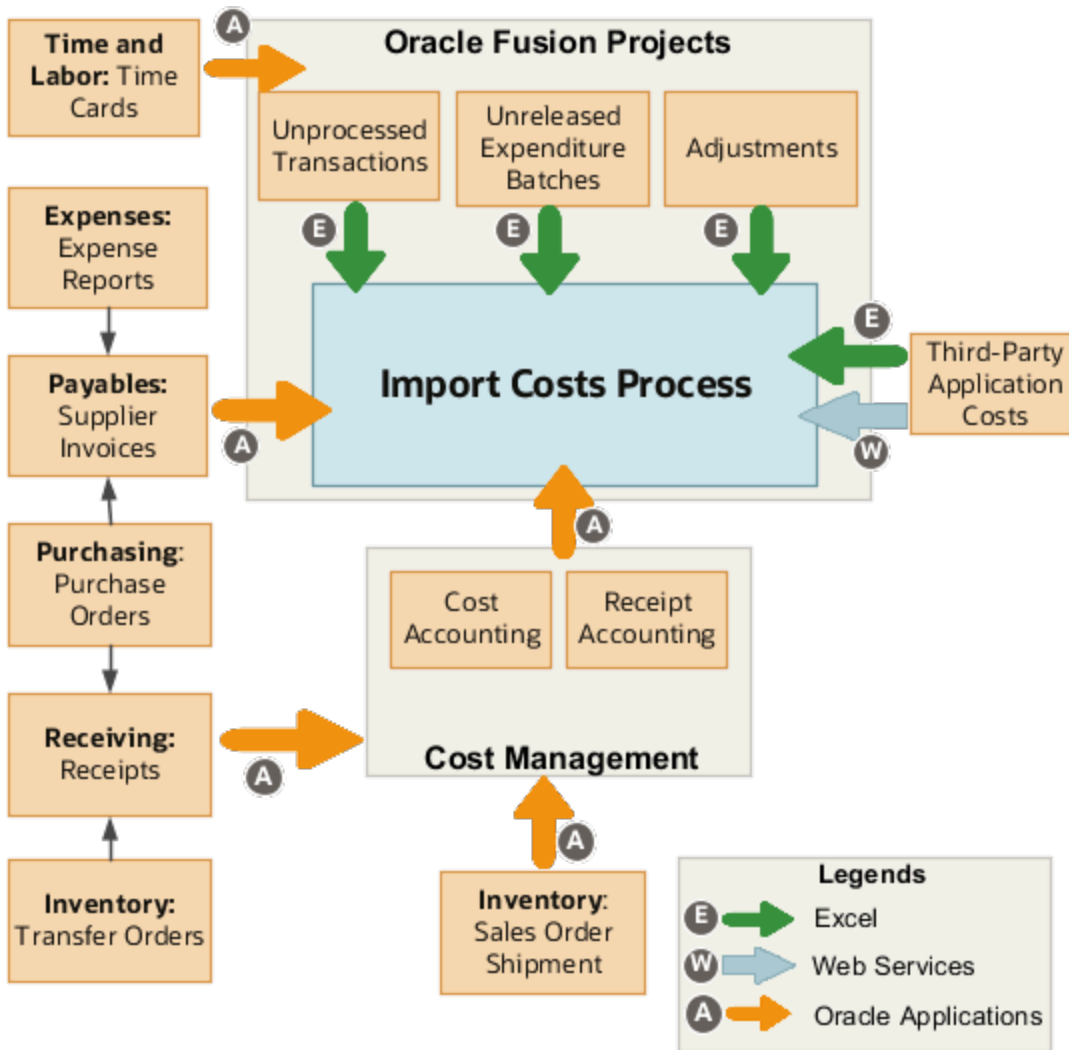 Time and
Labor: Time
Cards
A
Oracle Fusion Projects
Unprocessed
Transactions
Unreleased
Expenditure
Batches
Adjustments
E
E
E
Expenses:
Expense
Reports
Payables:
Supplier
Invoices
A
Import Costs Process
E
W
Third-Party
Application
Costs
Purchasing:
Purchase
Orders
A
Cost
Accounting
Receipt
Accounting
Cost Management
Receiving:
Receipts
A
Inventory:
Transfer Orders
A
Inventory:
Sales Order
Shipment
Legends
E Excel
W Web Services
A Oracle Applications